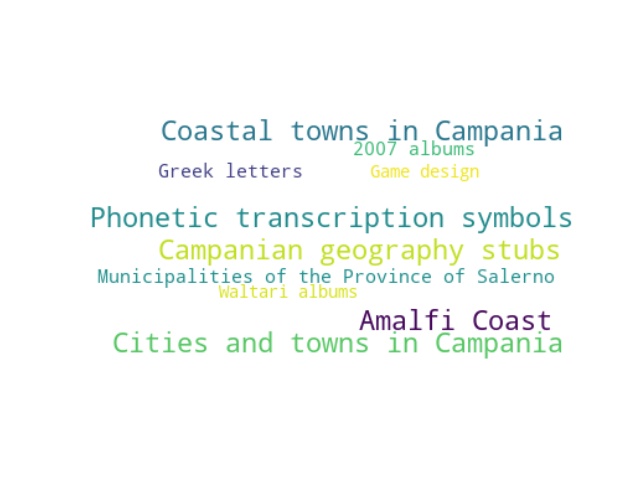 Coastal towns in Campania
2007 albums
Greek letters
Game design
Phonetic transcription symbols
Campanian geography stubs
Municipalities of the Province of Salerno
Waltari albums
Amalfi Coast
Cities and towns in Campania